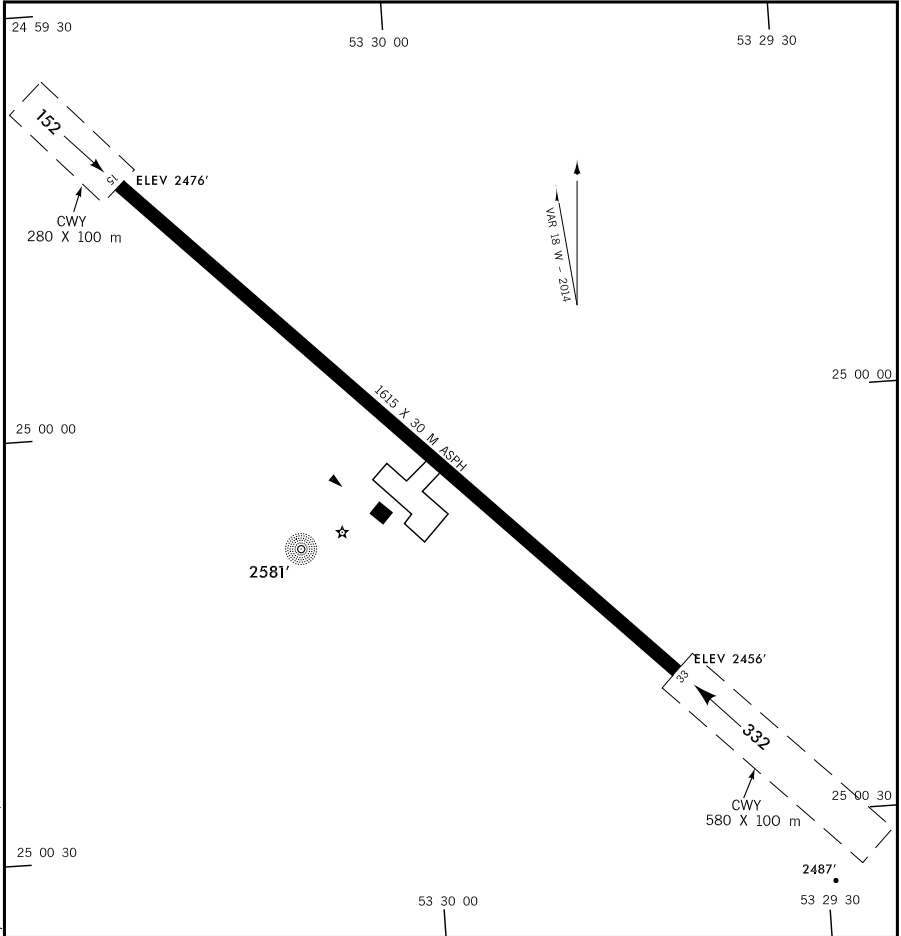 24 59 30
53 30 00
53 29 30
152
15
ELEV 2476'
CWY
280 X 100 m
VAR 18 W - 2014
25 00 00
1615 X 30 M ASPH
25 00 00
2581'
ELEV 2456'
33
332
CWY
580 X 100 m
25 00 30
25 00 30
2487'
53 30 00
53 29 30